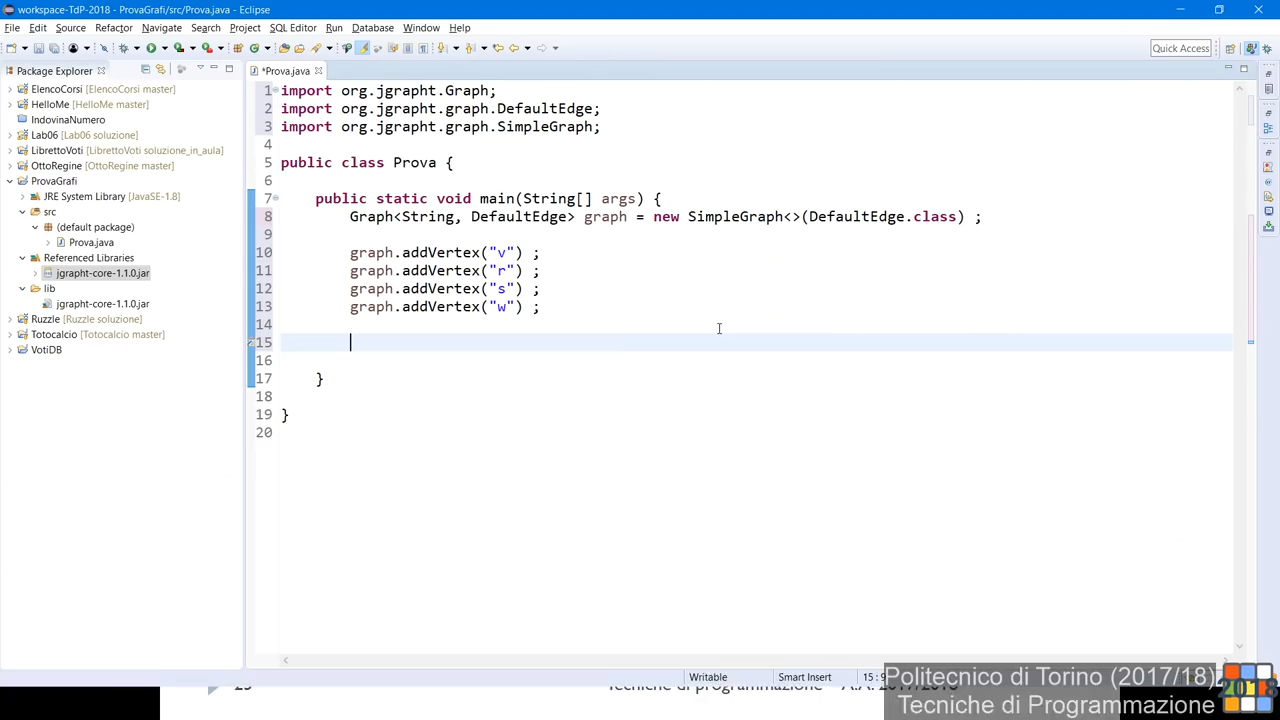 workspace-TdP-2018 - ProvaGrafi/src/Prova.java - Eclipse
File Edit Source Refactor Navigate Search Project SQL Editor Run Database Window Help
Quick Access
Package Explorer
*Prova.java
ElencoCorsi [ElencoCorsi master]
HelloMe [HelloMe master]
IndovinaNumero
Lab06 [Lab06 soluzione]
LibrettoVoti [LibrettoVoti soluzione_in_aula]
OttoRegine [OttoRegine master]
ProvaGrafi
JRE System Library [JavaSE-1.8]
src
(default package)
Prova.java
Referenced Libraries
jgrapht-core-1.1.0.jar
lib
jgrapht-core-1.1.0.jar
Ruzzle [Ruzzle soluzione]
Totocalcio [Totocalcio master]
VotiDB
1 import org.jgrapht.Graph;
2 import org.jgrapht.graph.DefaultEdge;
3 import org.jgrapht.graph.SimpleGraph;
4
5 public class Prova {
6
7 public static void main(String[] args) {
8 Graph<String, DefaultEdge> graph = new SimpleGraph<>(DefaultEdge.class) ;
9
10 graph.addVertex("v") ;
11 graph.addVertex("r") ;
12 graph.addVertex("s") ;
13 graph.addVertex("w") ;
14
15
16
17 }
18
19 }
20
Writable
Smart Insert
15 : 9
Politecnico di Torino (2017/18)
Tecniche di Programmazione
2018